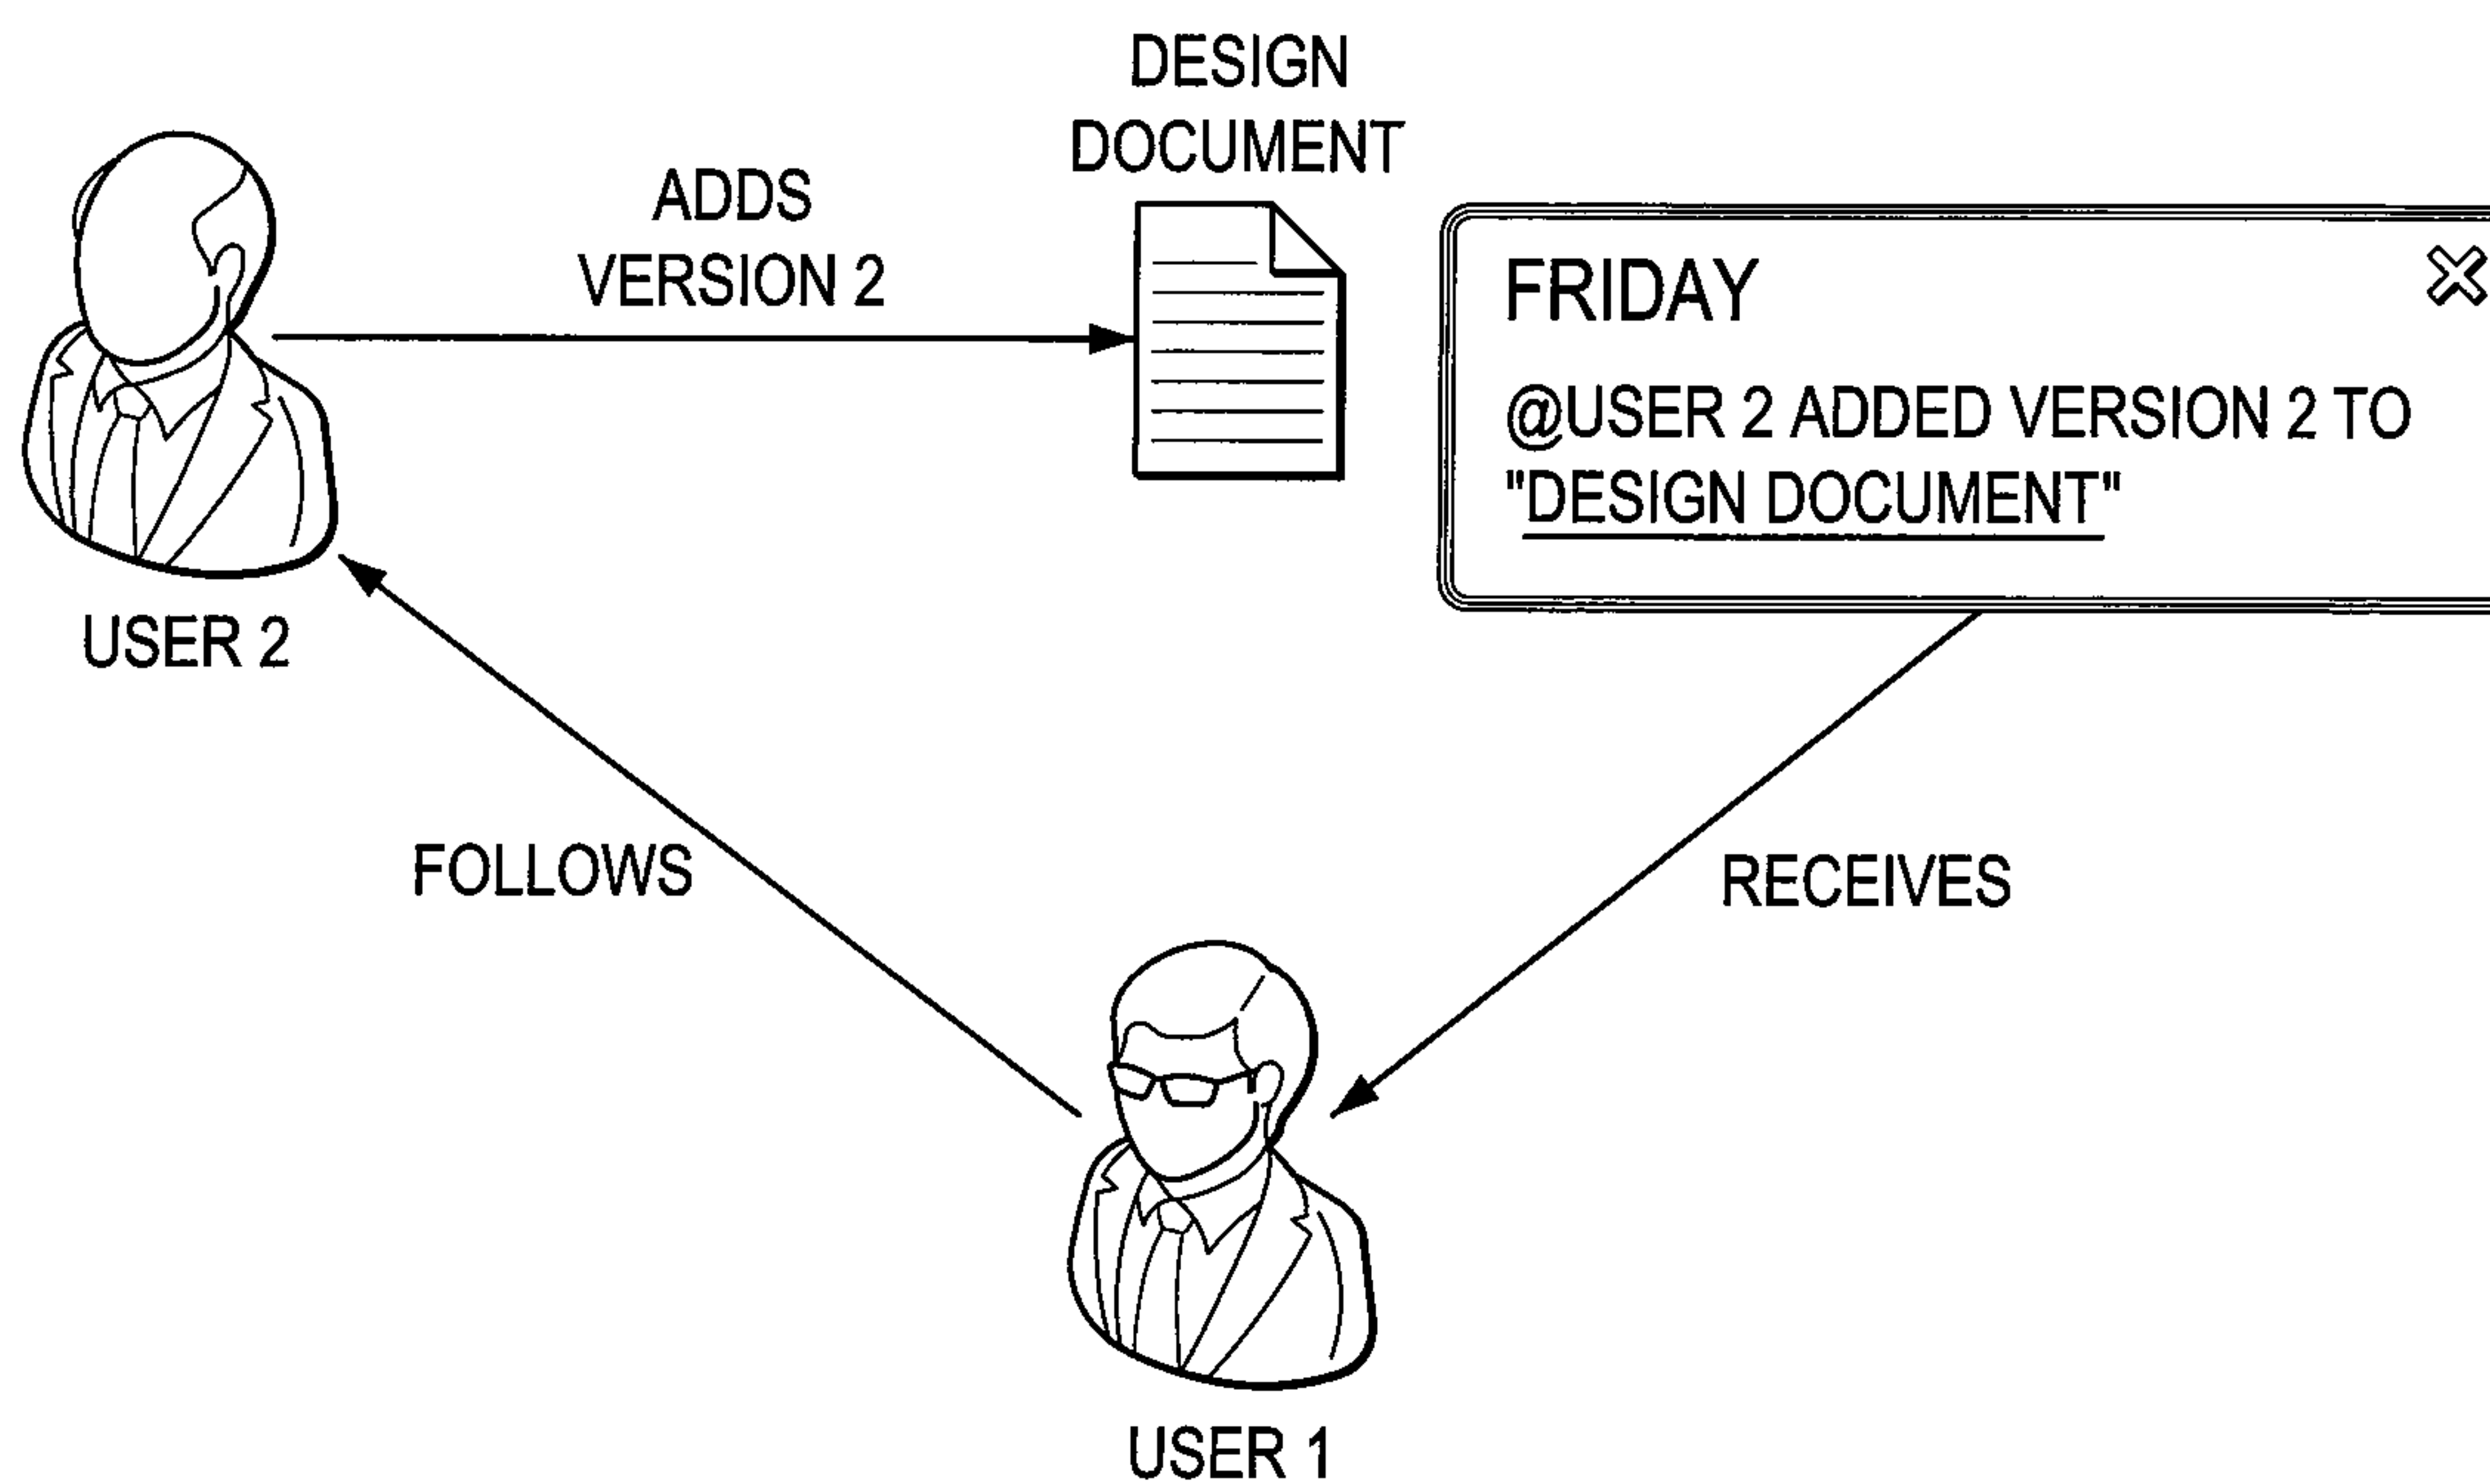 DESIGN
DOCUMENT
ADDS
VERSION 2
FRIDAY
@USER 2 ADDED VERSION 2 TO
"DESIGN DOCUMENT"
USER 2
FOLLOWS
RECEIVES
USER 1